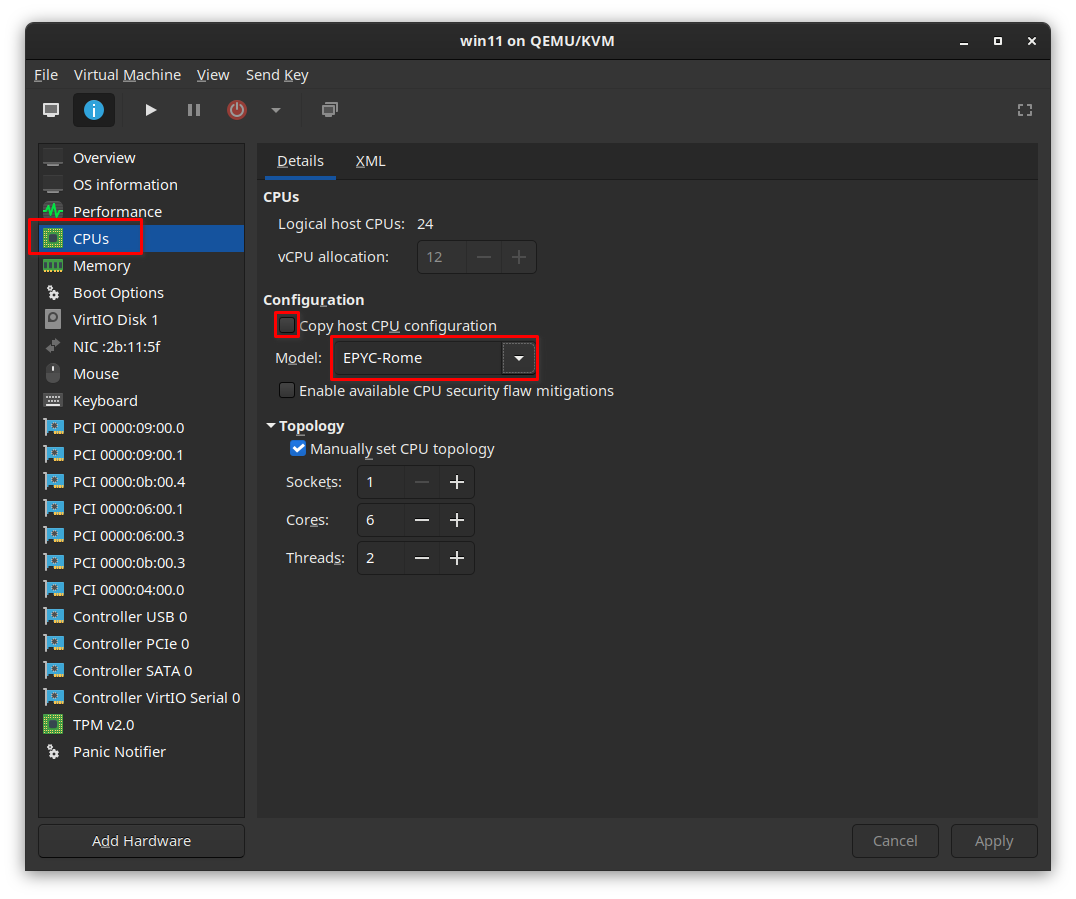 win11 on QEMU/KVM
File Virtual Machine View Send Key
Overview
OS information
Performance
CPUs
Memory
Boot Options
VirtIO Disk 1
NIC :2b:11:5f
Mouse
Keyboard
PCI 0000:09:00.0
PCI 0000:09:00.1
PCI 0000:0b:00.4
PCI 0000:06:00.1
PCI 0000:06:00.3
PCI 0000:0b:00.3
PCI 0000:04:00.0
Controller USB 0
Controller PCIe 0
Controller SATA 0
Controller VirtIO Serial 0
TPM v2.0
Panic Notifier
Add Hardware
Details XML
CPUs
Logical host CPUs: 24
vCPU allocation: 12
Configuration
Copy host CPU configuration
Model: EPYC-Rome
Enable available CPU security flaw mitigations
Topology
Manually set CPU topology
Sockets: 1
Cores: 6
Threads: 2
Cancel Apply